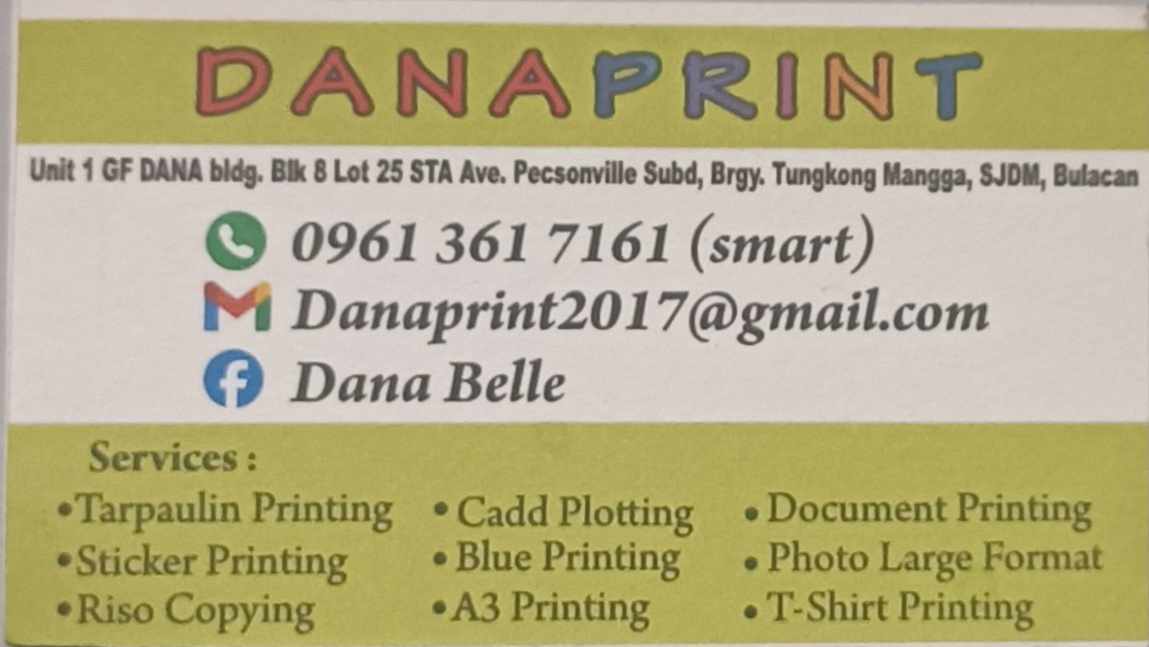 DANAPRINT
Unit 1 GF DANA bldg. Blk 8 Lot 25 STA Ave. Pecsonville Subd, Brgy. Tungkong Mangga, SJDM, Bulacan
0961 361 7161 (smart)
Danaprint2017@gmail.com
Dana Belle
Services :
•Tarpaulin Printing
•Sticker Printing
•Riso Copying
• Cadd Plotting
• Blue Printing
•A3 Printing
• Document Printing
• Photo Large Format
• T-Shirt Printing